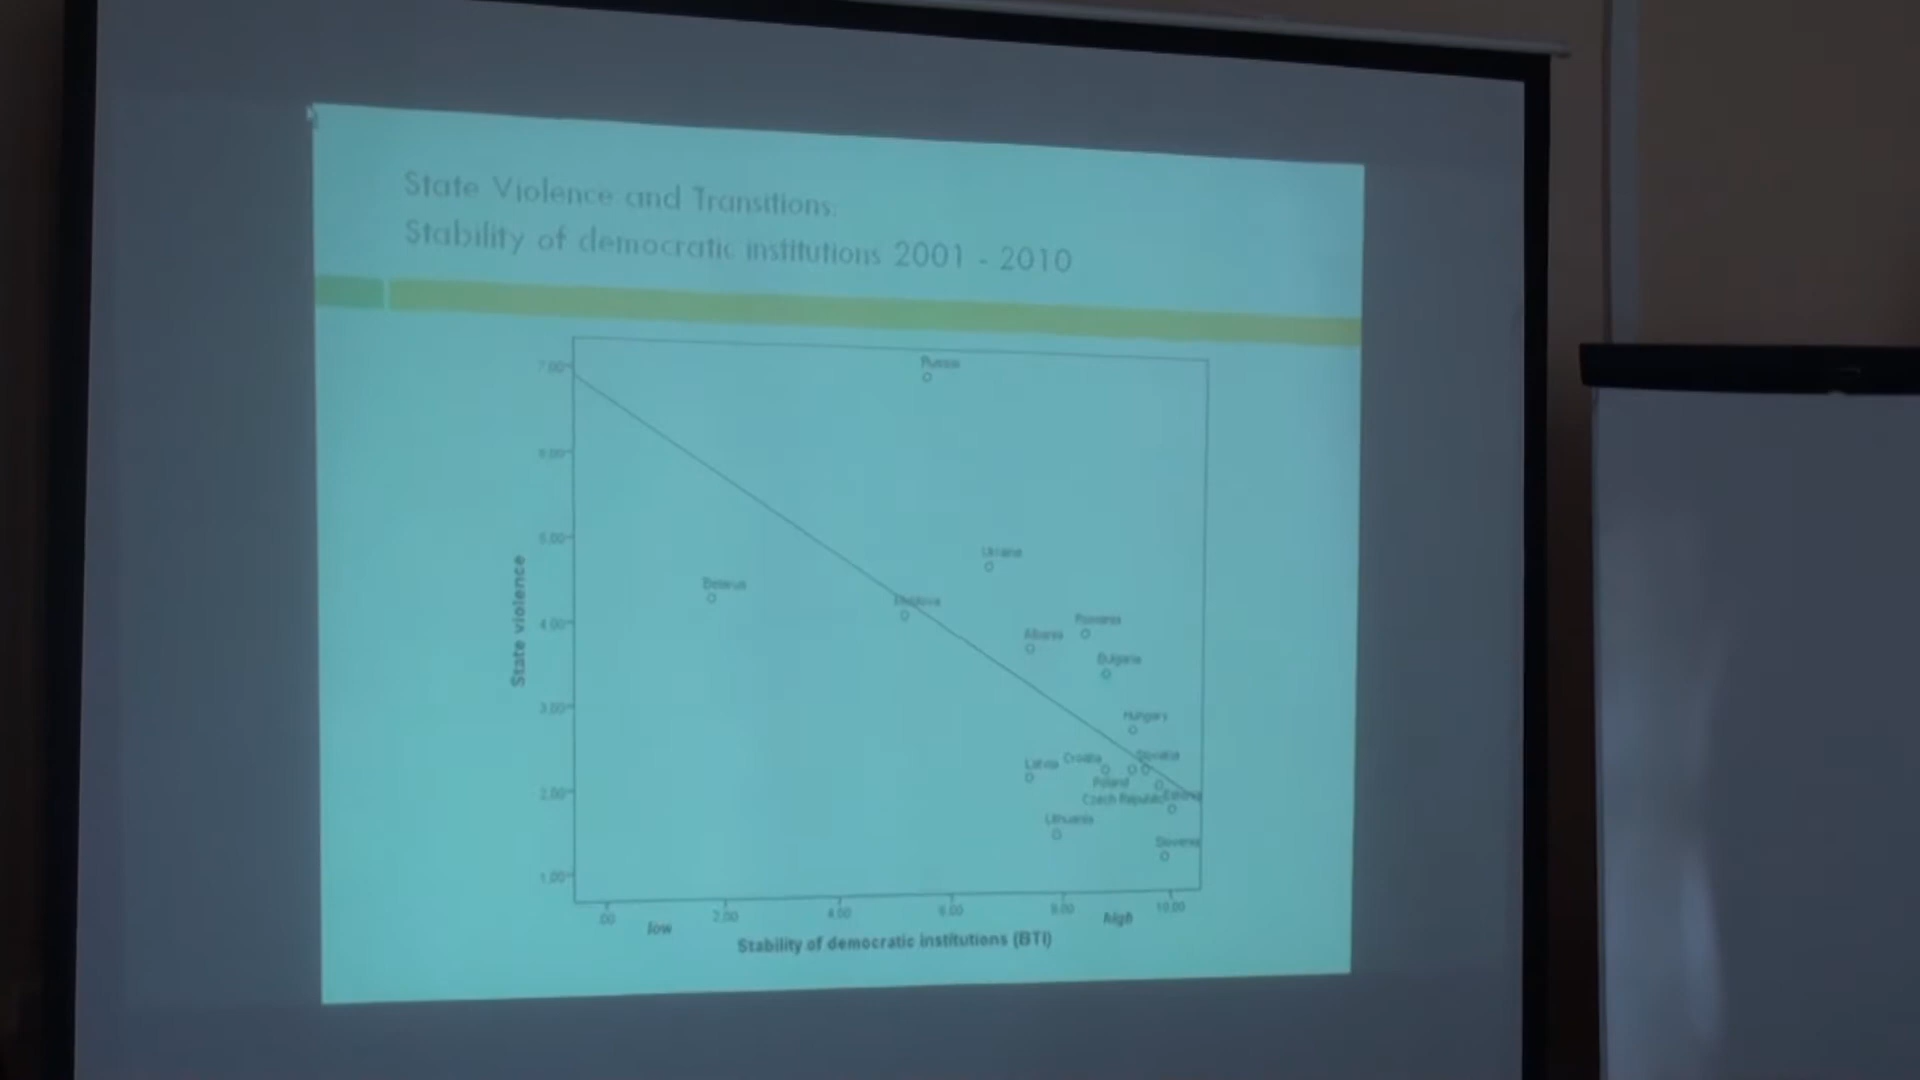 State Violence and Transitions:
Stability of democratic institutions 2001 - 2010
Russia
7.00
6.00
5.00
Ukraine
Belarus
Moldova
4.00
Romania
Albania
Bulgaria
State violence
3.00
Hungary
Slovakia
Croatia
Latvia
Poland
2.00
Czech Republic
Estonia
Lithuania
Slovenia
1.00
.00
2.00
4.00
6.00
8.00
10.00
low
high
Stability of democratic institutions (BTI)